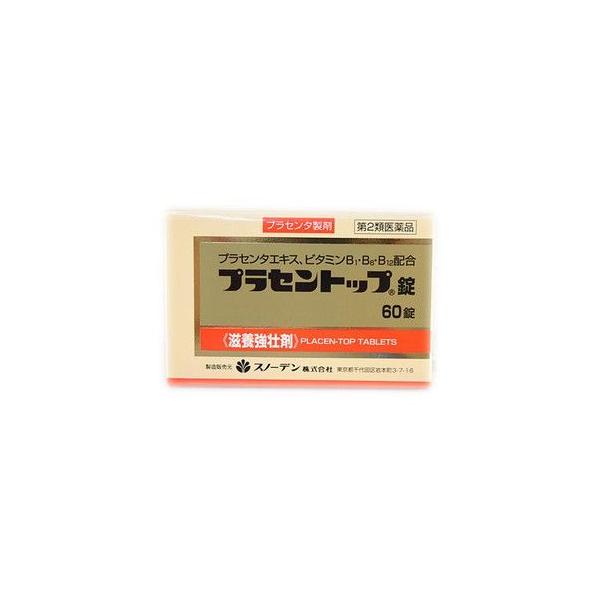 プラセンタ製剤 第2類医薬品
プラセンタエキス、ビタミンB1・B6・B12配合
プラセントップ®錠
60錠
《滋養強壮剤》PLACEN-TOP TABLETS
製造販売元 スノーデン株式会社 東京都千代田区岩本町3-7-16